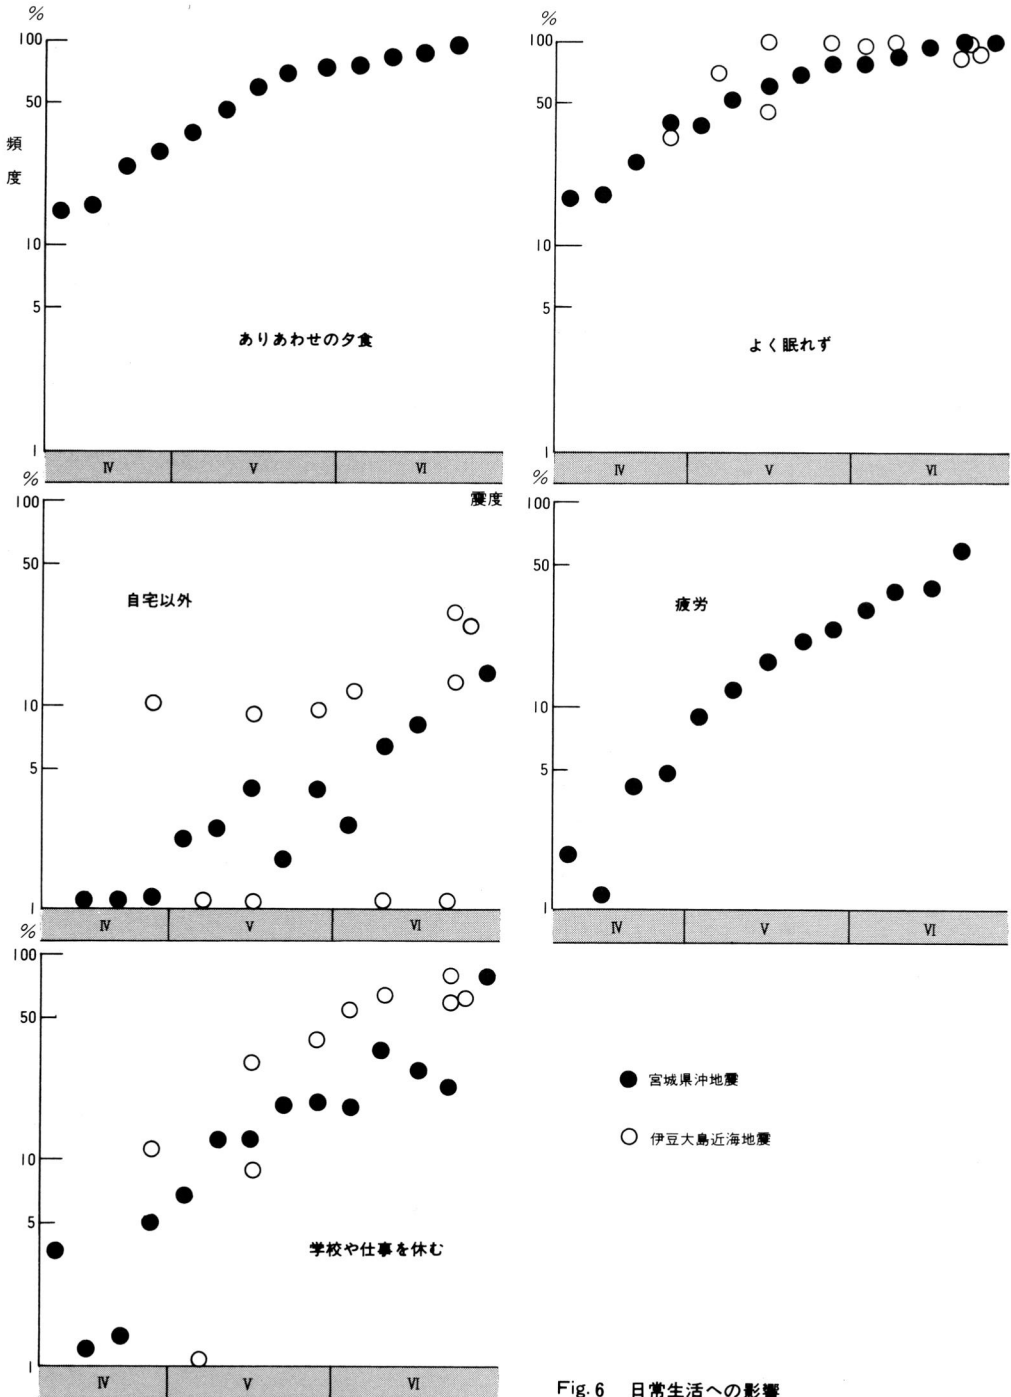 %
100
50
頻
度
10
5
ありあわせの夕食
1
IV V VI
震度
%
100
50
10
5
よく眠れず
1
IV V VI
%
100
50
自宅以外
10
5
1
IV V VI
%
100
50
疲労
10
5
1
IV V VI
%
100
50
10
5
学校や仕事を休む
1
IV V VI
● 宮城県沖地震
○ 伊豆大島近海地震
Fig. 6 日常生活への影響